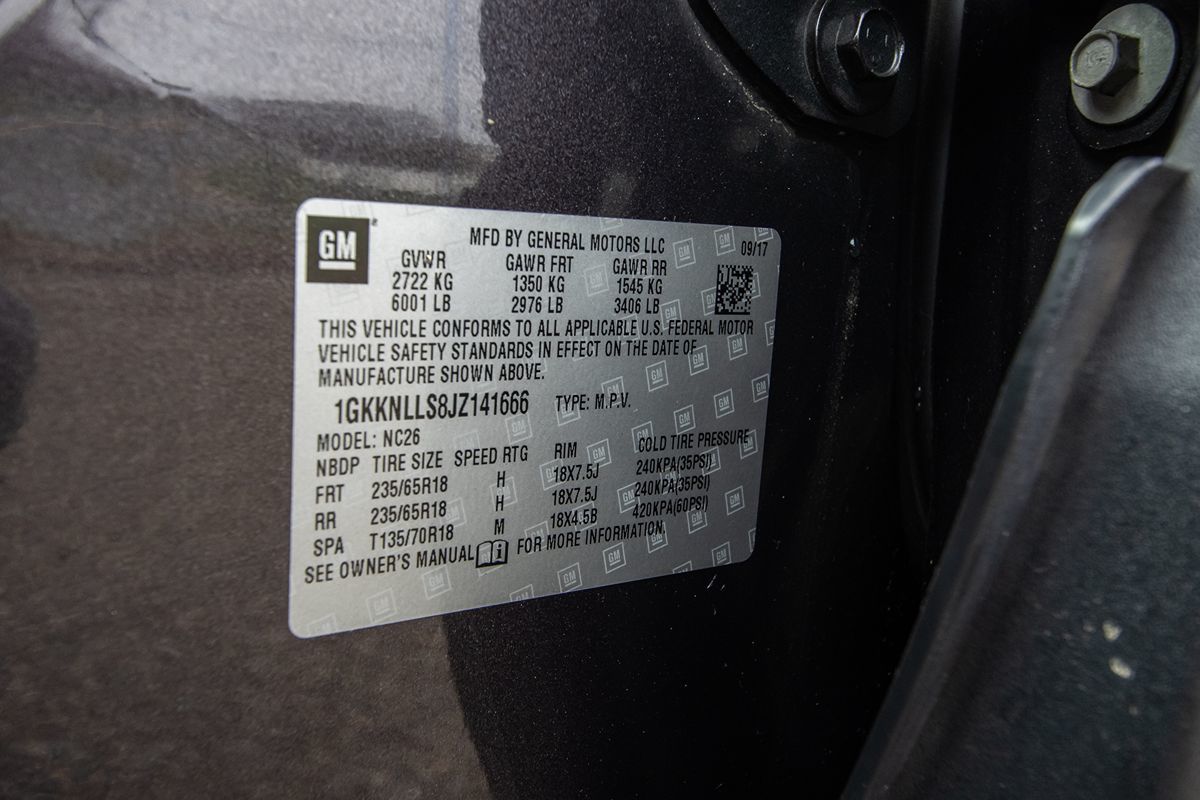 GM
MFD BY GENERAL MOTORS LLC 09/17
GVWR GAWR FRT GAWR RR
2722 KG 1350 KG 1545 KG
6001 LB 2976 LB 3406 LB
THIS VEHICLE CONFORMS TO ALL APPLICABLE U.S. FEDERAL MOTOR
VEHICLE SAFETY STANDARDS IN EFFECT ON THE DATE OF
MANUFACTURE SHOWN ABOVE.
1GKKNLLS8JZ141666 TYPE: M.P.V.
MODEL: NC26
NBDP TIRE SIZE SPEED RTG RIM COLD TIRE PRESSURE
FRT 235/65R18 H 18X7.5J 240KPA(35PSI)
RR 235/65R18 H 18X7.5J 240KPA(35PSI)
SPA T135/70R18 M 18X4.5B 420KPA(60PSI)
SEE OWNER'S MANUAL FOR MORE INFORMATION